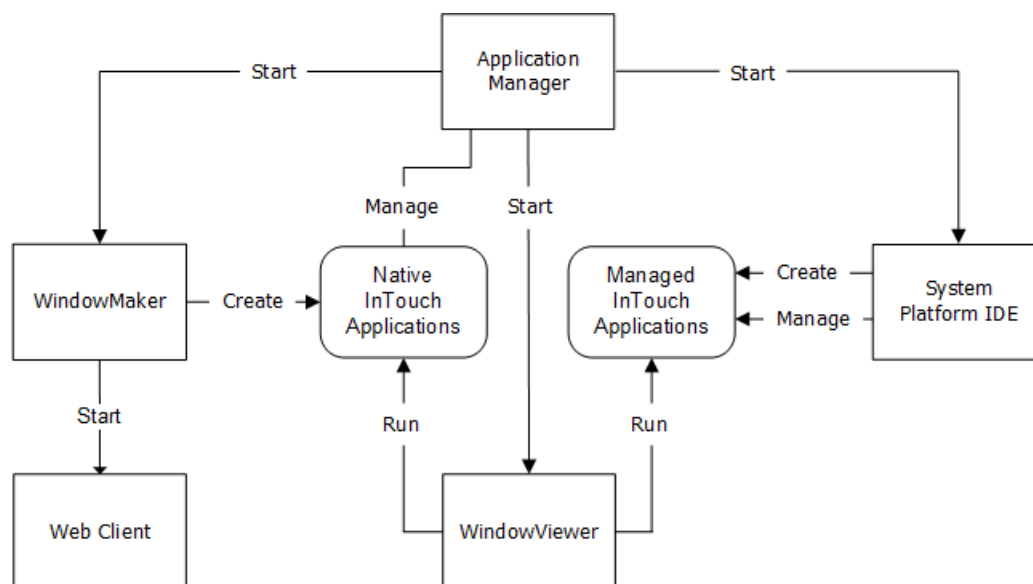 Application
Manager
Start
Start
Manage
Start
WindowMaker
Create
Native
InTouch
Applications
Managed
InTouch
Applications
Create
Manage
System
Platform IDE
Start
Run
Run
Web Client
WindowViewer